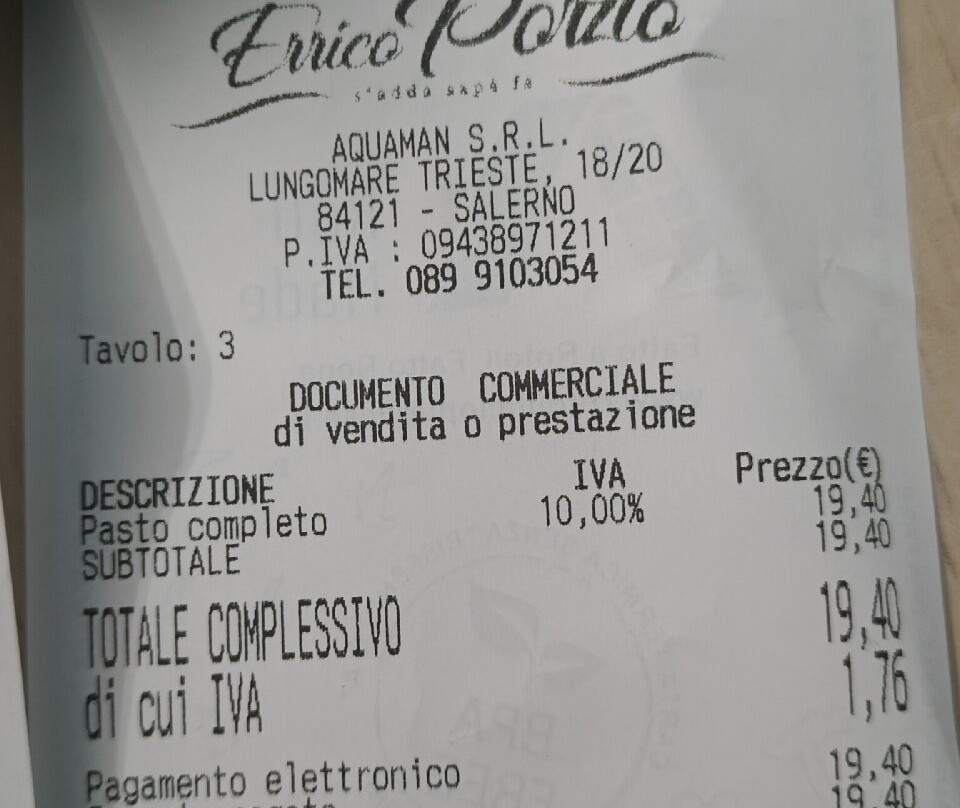 Errico Porzio
s'adda sapé fa
AQUAMAN S.R.L.
LUNGOMARE TRIESTE, 18/20
84121 - SALERNO
P.IVA : 09438971211
TEL. 089 9103054
Tavolo: 3
DOCUMENTO COMMERCIALE
di vendita o prestazione
DESCRIZIONE IVA Prezzo(€)
Pasto completo 10,00% 19,40
SUBTOTALE 19,40
TOTALE COMPLESSIVO 19,40
di cui IVA 1,76
Pagamento elettronico 19,40
19,40